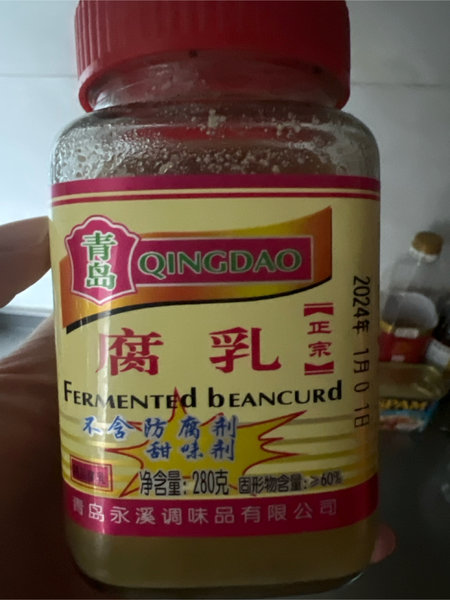 青岛
QINGDAO
腐乳
【正宗】
FERMENTEd bEANCURd
2024年 1月 0 1日
不含防腐剂
甜味剂
净含量:280克 固形物含量:≥60%
青岛永溪调味品有限公司